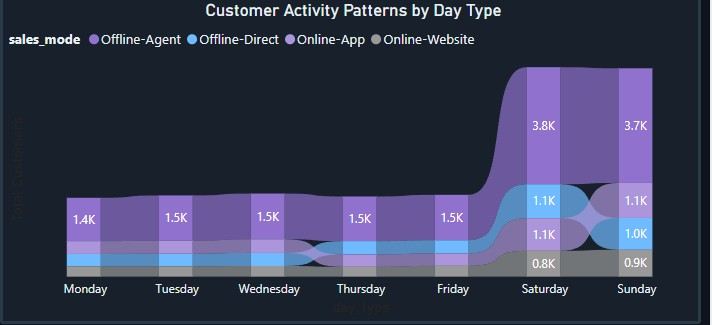 Customer Activity Patterns by Day Type
sales_mode Offline-Agent Offline-Direct Online-App Online-Website
3.8K 3.7K
1.4K 1.5K 1.5K 1.5K 1.5K
1.1K 1.1K
1.1K 1.0K
0.8K 0.9K
Monday Tuesday Wednesday Thursday Friday Saturday Sunday